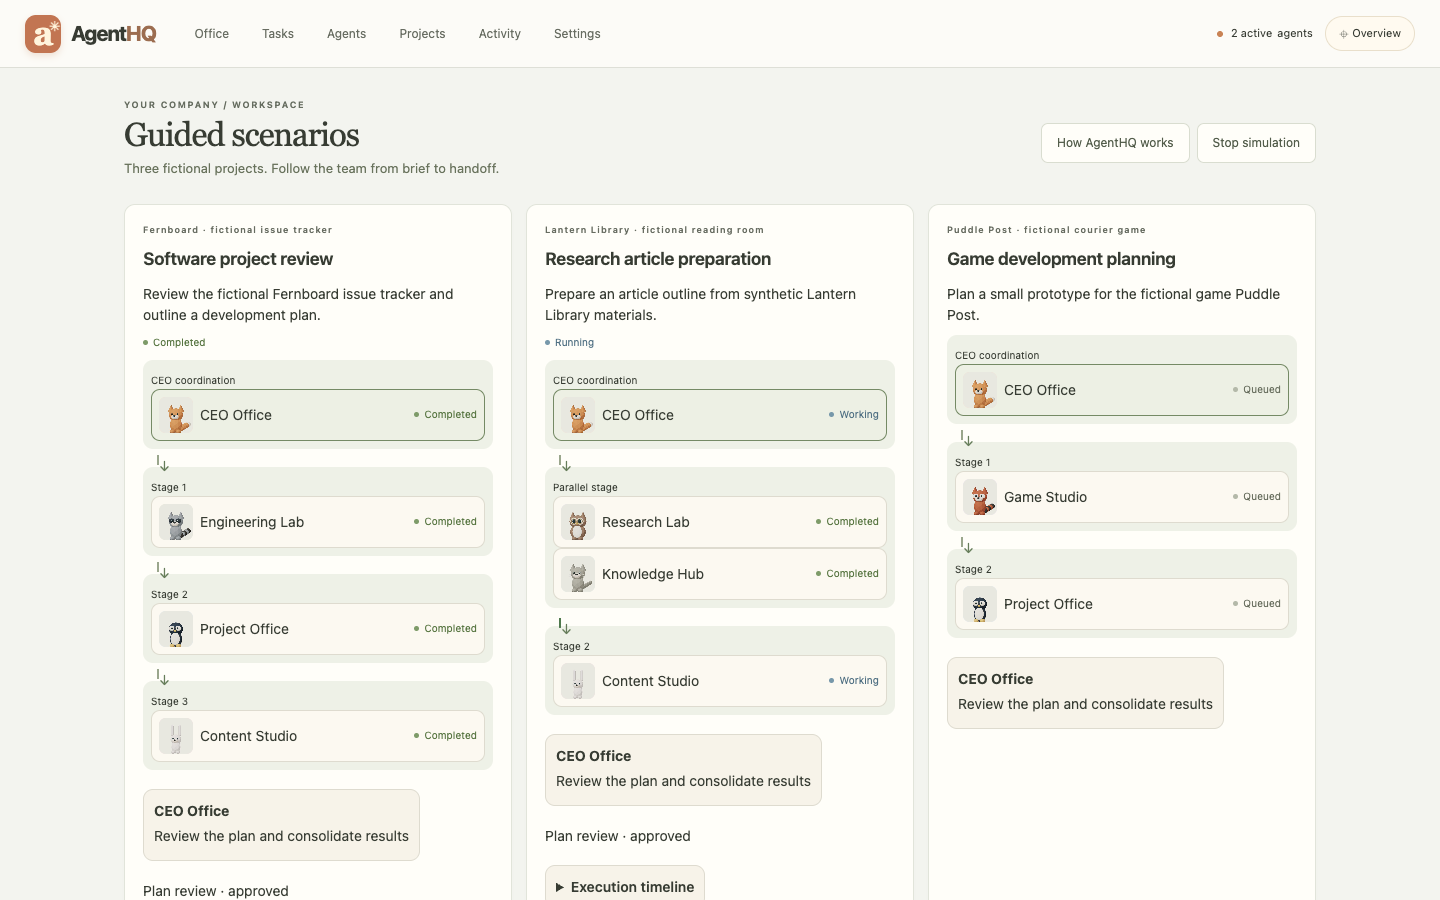 a
AgentHQ
Office
Tasks
Agents
Projects
Activity
Settings
2 active agents
Overview
YOUR COMPANY / WORKSPACE
Guided scenarios
Three fictional projects. Follow the team from brief to handoff.
How AgentHQ works
Stop simulation
Fernboard · fictional issue tracker
Software project review
Review the fictional Fernboard issue tracker and
outline a development plan.
Completed
CEO coordination
CEO Office
Completed
Stage 1
Engineering Lab
Completed
Stage 2
Project Office
Completed
Stage 3
Content Studio
Completed
CEO Office
Review the plan and consolidate results
Plan review · approved
Lantern Library · fictional reading room
Research article preparation
Prepare an article outline from synthetic Lantern
Library materials.
Running
CEO coordination
CEO Office
Working
Parallel stage
Research Lab
Completed
Knowledge Hub
Completed
Stage 2
Content Studio
Working
CEO Office
Review the plan and consolidate results
Plan review · approved
Execution timeline
Puddle Post · fictional courier game
Game development planning
Plan a small prototype for the fictional game Puddle
Post.
CEO coordination
CEO Office
Queued
Stage 1
Game Studio
Queued
Stage 2
Project Office
Queued
CEO Office
Review the plan and consolidate results